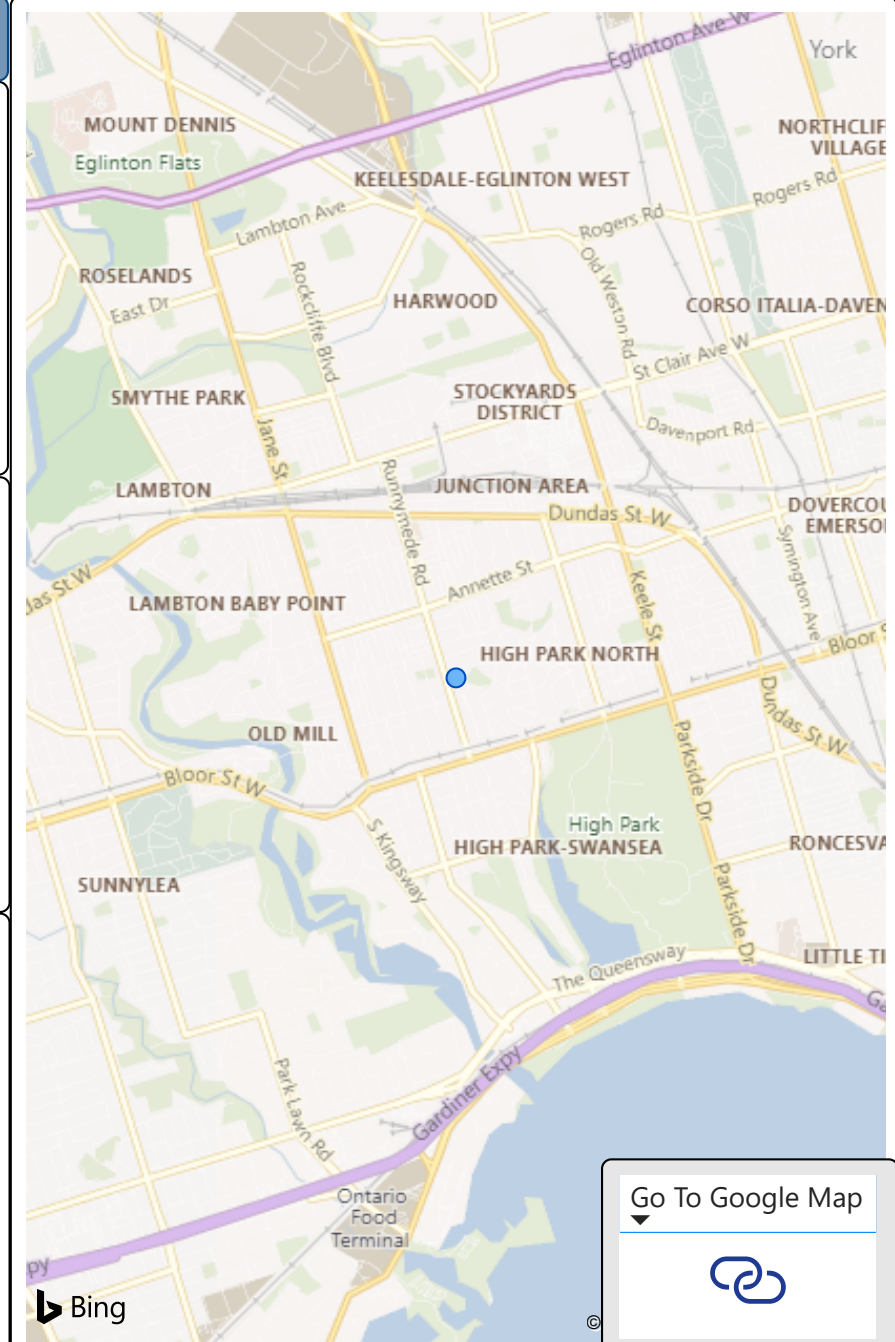 Eglinton Ave W
York
MOUNT DENNIS
NORTHCLIF
VILLAGE
Eglinton Flats
KEELESDALE-EGLINTON WEST
Rogers Rd
Lambton Ave
Rogers Rd
ROSELANDS
Rockcliffe Blvd
Old Weston Rd
East Dr
HARWOOD
CORSO ITALIA-DAVEN
St Clair Ave W
SMYTHE PARK
STOCKYARDS
DISTRICT
Jane St
Davenport Rd
LAMBTON
Runnymede Rd
JUNCTION AREA
Dundas St W
DOVERCOU
EMERSO
Symington Ave
das St W
Annette St
Keele St
LAMBTON BABY POINT
HIGH PARK NORTH
Bloor S
OLD MILL
Dundas St W
Parkside Dr
Bloor St W
S Kingsway
High Park
HIGH PARK-SWANSEA
RONCESVA
SUNNYLEA
Parkside Dr
The Queensway
LITTLE TI
Ga
Gardiner Expy
Park Lawn Rd
Ontario
Food
Terminal
Go To Google Map
py
Bing
©